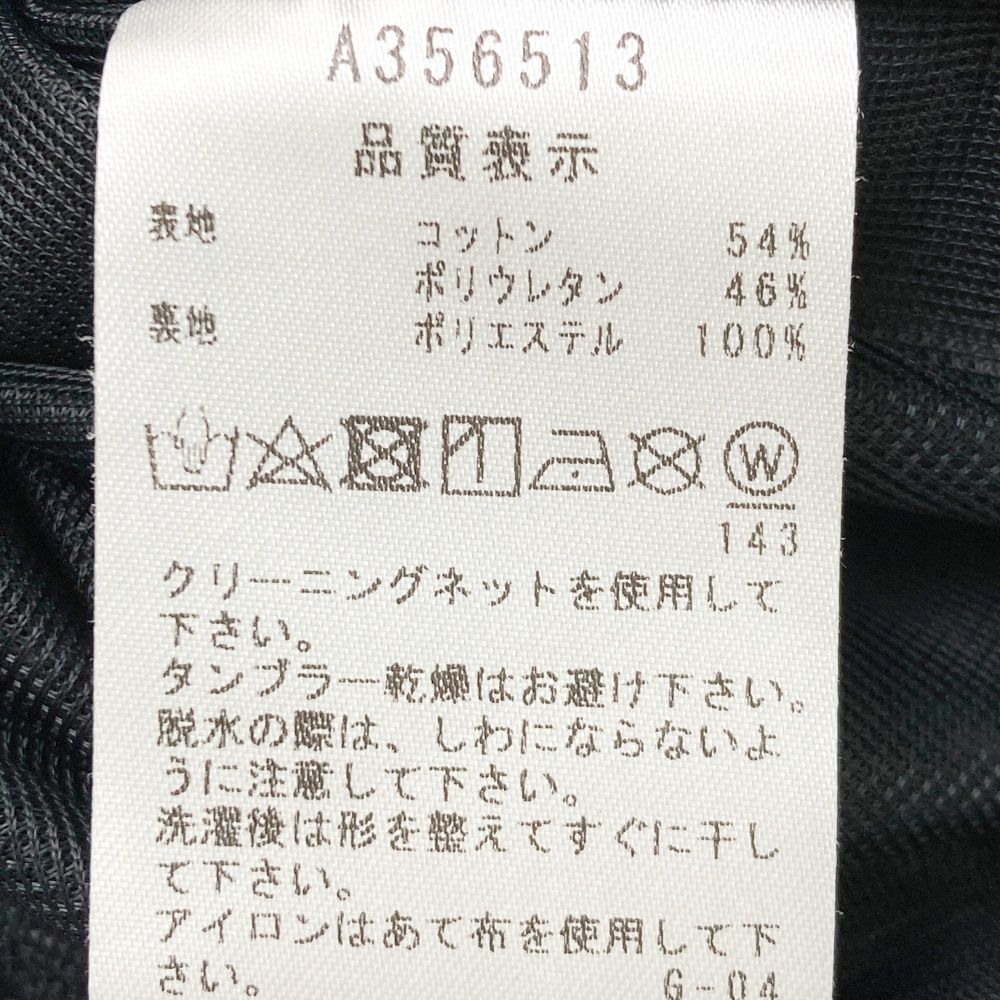 A356513
品質表示
表地 コットン 54%
ポリウレタン 46%
裏地 ポリエステル 100%
W
143
クリーニングネットを使用して
下さい。
タンブラー乾燥はお避け下さい。
脱水の際は、しわにならないよ
うに注意して下さい。
洗濯後は形を整えてすぐに干し
て下さい。
アイロンはあて布を使用して下
さい。 G-04